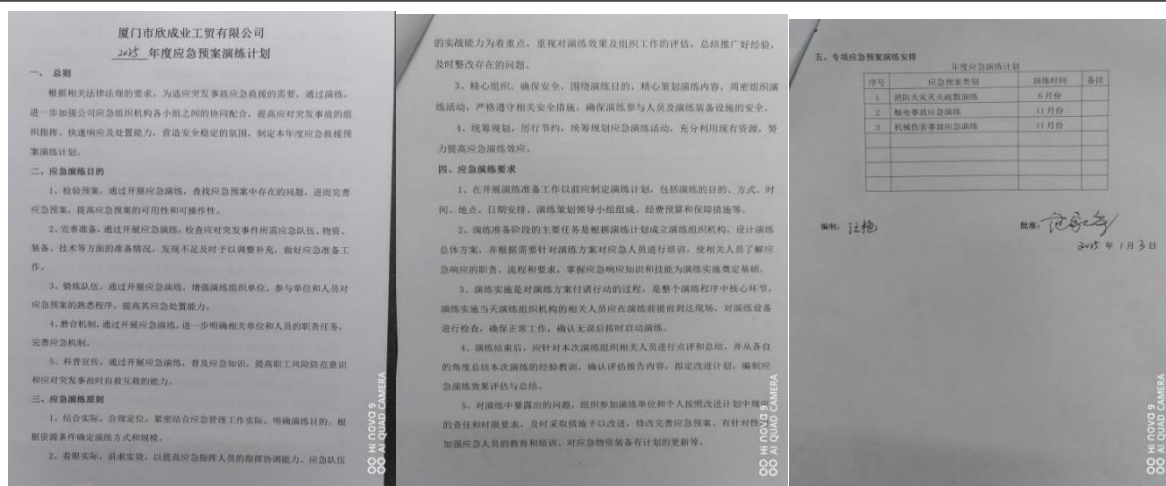 厦门市欣成业工贸有限公司
2025 年度应急预案演练计划
一、总则
根据相关法律法规的要求，为适应突发事故应急救援的需要，通过演练，
进一步加强公司应急组织机构各小组之间的协同配合，提高应对突发事故的组
织指挥、快速响应及处置能力，营造安全稳定的氛围，制定本年度应急救援预
案演练计划。
二、应急演练目的
1、检验预案，通过开展应急演练，查找应急预案中存在的问题，进而完善
应急预案，提高应急预案的可用性和可操作性。
2、完善准备，通过开展应急演练，检查应对突发事件所需应急队伍、物资、
装备、技术等方面的准备情况，发现不足及时予以调整补充，做好应急准备工
作。
3、锻炼队伍，通过开展应急演练，增强演练组织单位、参与单位和人员对
应急预案的熟悉程序，提高其应急处置能力。
4、磨合机制，通过开展应急演练，进一步明确相关单位和人员的职责任务，
完善应急机制。
5、科普宣传，通过开展应急演练，普及应急知识，提高职工风险防范意识
和应对突发事故时自救互救的能力。
三、应急演练原则
1、结合实际，合理定位，紧密结合应急管理工作实际，明确演练目的，根
据资源条件确定演练方式和规模。
2、着眼实际，讲求实效，以提高应急指挥人员的指挥协调能力、应急队伍
Hi nova 9
AI QUAD CAMERA
的实战能力为着重点，重视对演练效果及组织工作的评估，总结推广好经验，
及时整改存在的问题。
3、精心组织，确保安全，围绕演练目的，精心策划演练内容，周密组织演
练活动，严格遵守相关安全措施，确保演练参与人员及演练装备设施的安全。
4、统筹规划，厉行节约，统筹规划应急演练活动，充分利用现有资源，努
力提高应急演练效应。
四、应急演练要求
1、在开展演练准备工作以前应制定演练计划，包括演练的目的、方式、时
间、地点、日期安排、演练策划领导小组组成、经费预算和保障措施等。
2、演练准备阶段的主要任务是根据演练计划成立演练组织机构，设计演练
总体方案，并根据需要针对演练方案对应急人员进行培训，使相关人员了解应
急响应的职责、流程和要求，掌握应急响应知识和技能为演练实施奠定基础。
3、演练实施是对演练方案付诸行动的过程，是整个演练程序中核心环节，
演练实施当天演练组织机构的相关人员应在演练前提前到达现场，对演练设备
进行检查，确保正常工作，确认无误后按时启动演练。
4、演练结束后，应针对本次演练组织相关人员进行点评和总结，并从各自
的角度总结本次演练的经验教训，确认评估报告内容，拟定改进计划，编制应
急演练效果评估与总结。
5、对演练中暴露出的问题，组织参加演练单位和个人按照改进计划中规定
的责任和时限要求，及时采取措施予以改进，修改完善应急预案、有针对性
加强应急人员的教育和培训、对应急物资装备有计划的更新等。
Hi nova 9
AI QUAD CAMERA
五、专项应急预案演练安排
年度应急演练计划
序号 应急预案类别 演练时间 备注
1 消防火灾灭火疏散演练 6 月份
2 触电事故应急演练 11 月份
3 机械伤害事故应急演练 11 月份
编制：汪艳 批准：
2025 年 1 月 3 日
Hi nova 9
AI QUAD CAMERA